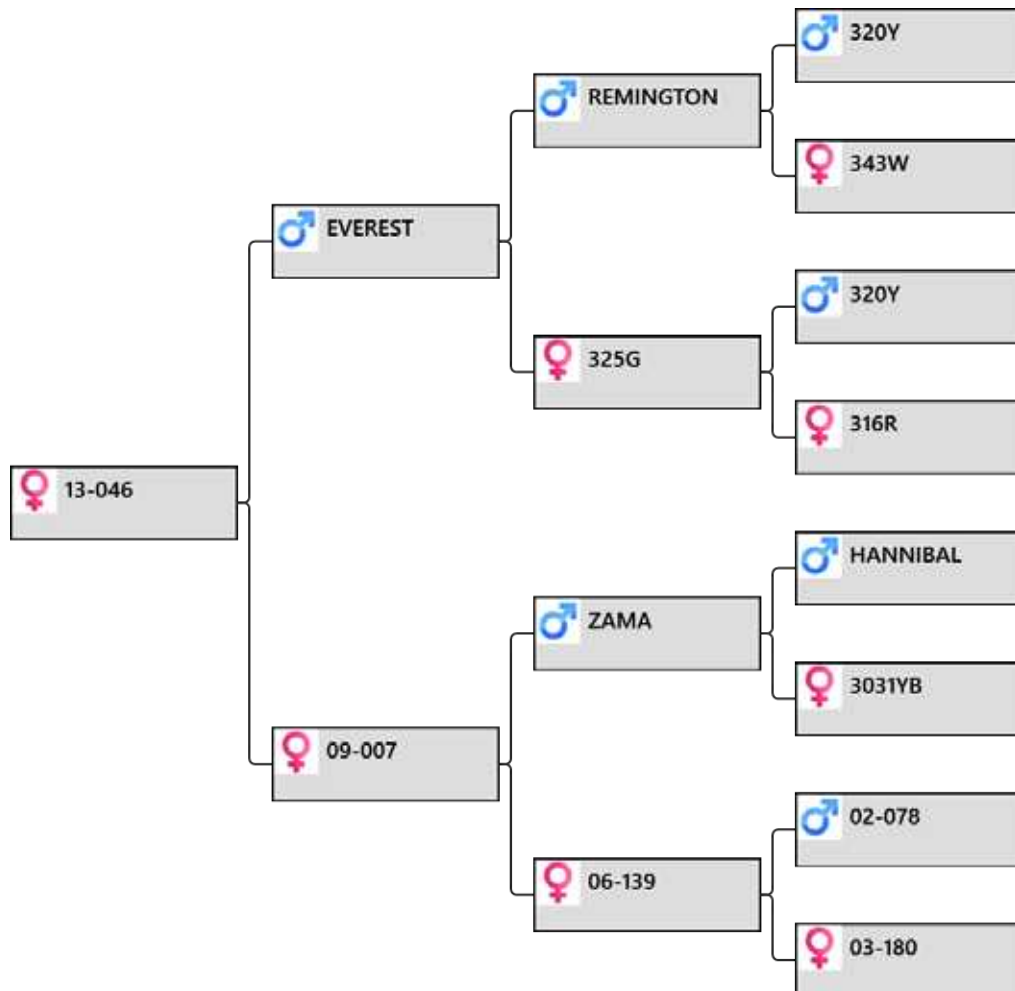 320Y
REMINGTON
343W
EVEREST
320Y
325G
316R
13-046
HANNIBAL
ZAMA
3031YB
09-007
02-078
06-139
03-180